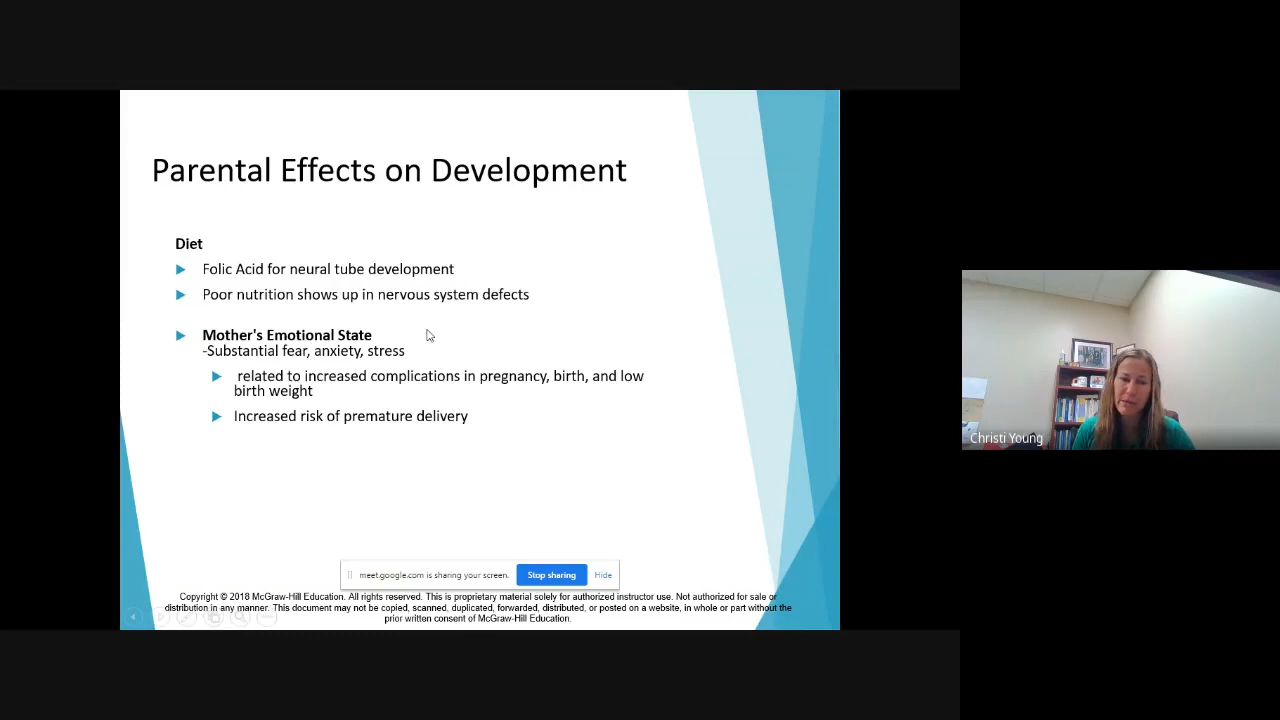 Parental Effects on Development
Diet
Folic Acid for neural tube development
Poor nutrition shows up in nervous system defects
Mother's Emotional State
-Substantial fear, anxiety, stress
related to increased complications in pregnancy, birth, and low
birth weight
Increased risk of premature delivery
Christi Young
meet.google.com is sharing your screen.
Stop sharing
Hide
Copyright © 2018 McGraw-Hill Education. All rights reserved. This is proprietary material solely for authorized instructor use. Not authorized for sale or
distribution in any manner. This document may not be copied, scanned, duplicated, forwarded, distributed, or posted on a website, in whole or part without the
prior written consent of McGraw-Hill Education.